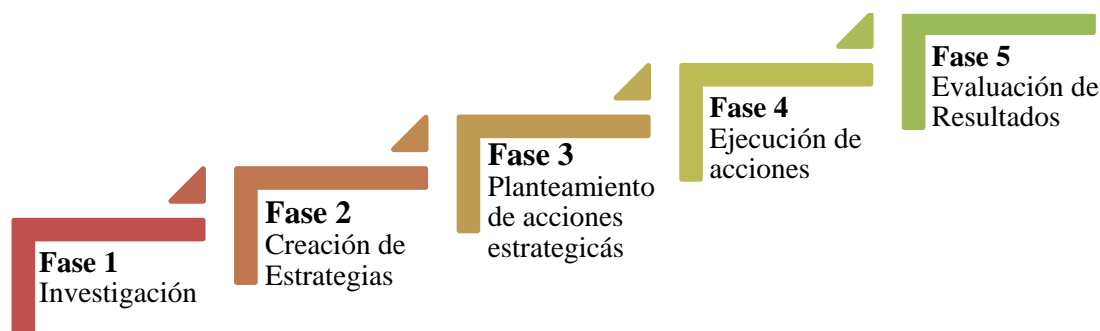 Fase 1
Investigación
Fase 2
Creación de
Estrategias
Fase 3
Planteamiento
de acciones
estrategicás
Fase 4
Ejecución de
acciones
Fase 5
Evaluación de
Resultados